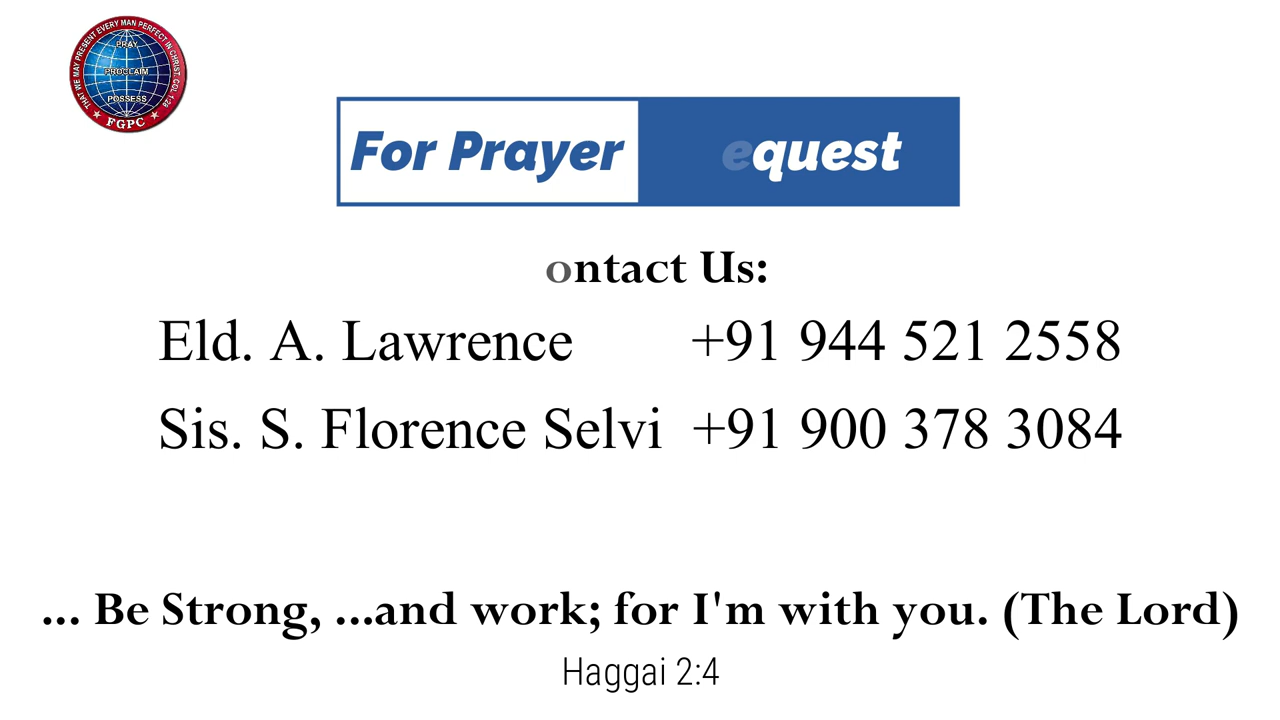 THAT WE MAY PRESENT EVERY MAN PERFECT IN CHRIST. COL 1:28
PRAY
PROCLAIM
POSSESS
FGPC
For Prayer equest
ontact Us:
Eld. A. Lawrence +91 944 521 2558
Sis. S. Florence Selvi +91 900 378 3084
... Be Strong, ...and work; for I'm with you. (The Lord)
Haggai 2:4